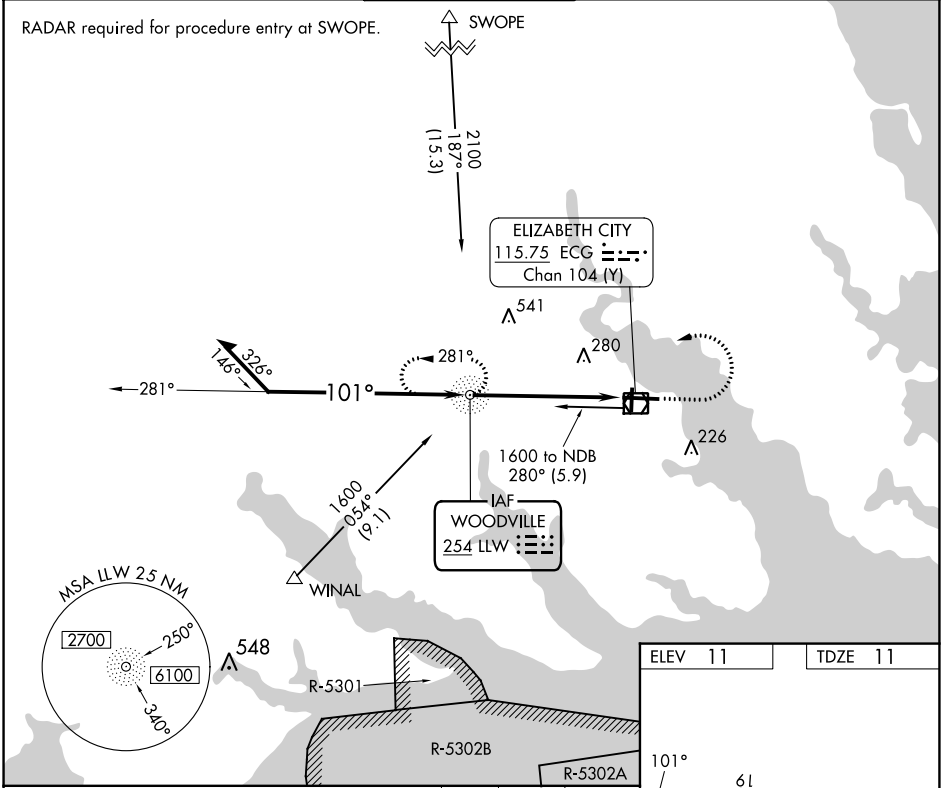 RADAR required for procedure entry at SWOPE.
SWOPE
2100
187°
(15.3)
ELIZABETH CITY
115.75 ECG
Chan 104 (Y)
541
280
281°
326°
146°
281°
101°
226
1600 to NDB
280° (5.9)
1600
054°
(9.1)
IAF
WOODVILLE
254 LLW
WINAL
MSA LLW 25 NM
2700
250°
6100
340°
548
R-5301
R-5302B
R-5302A
ELEV 11
TDZE 11
101°
19